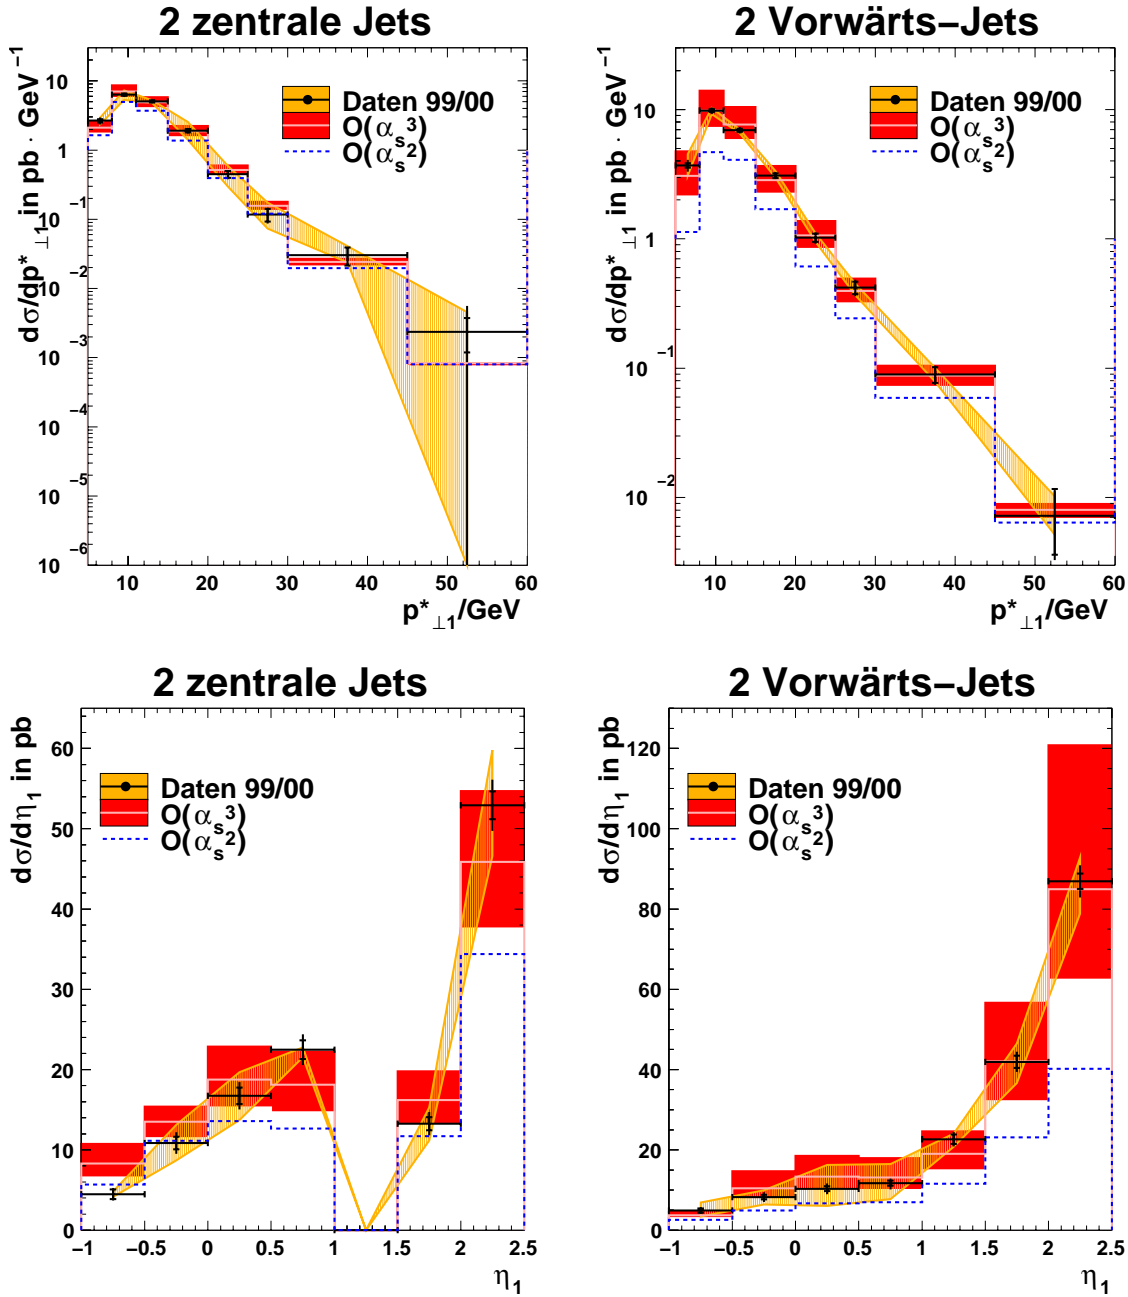 2 zentrale Jets
dσ/dp*⊥1 in pb · GeV−1
10
1
10−1
10−2
10−3
10−4
10−5
10−6
Daten 99/00
O(αs3)
O(αs2)
10 20 30 40 50 60
p*⊥1/GeV
2 Vorwärts−Jets
dσ/dp*⊥1 in pb · GeV−1
10
1
10−1
10−2
Daten 99/00
O(αs3)
O(αs2)
10 20 30 40 50 60
p*⊥1/GeV
2 zentrale Jets
dσ/dη1 in pb
60
50
40
30
20
10
0
Daten 99/00
O(αs3)
O(αs2)
−1 −0.5 0 0.5 1 1.5 2 2.5
η1
2 Vorwärts−Jets
dσ/dη1 in pb
120
100
80
60
40
20
0
Daten 99/00
O(αs3)
O(αs2)
−1 −0.5 0 0.5 1 1.5 2 2.5
η1